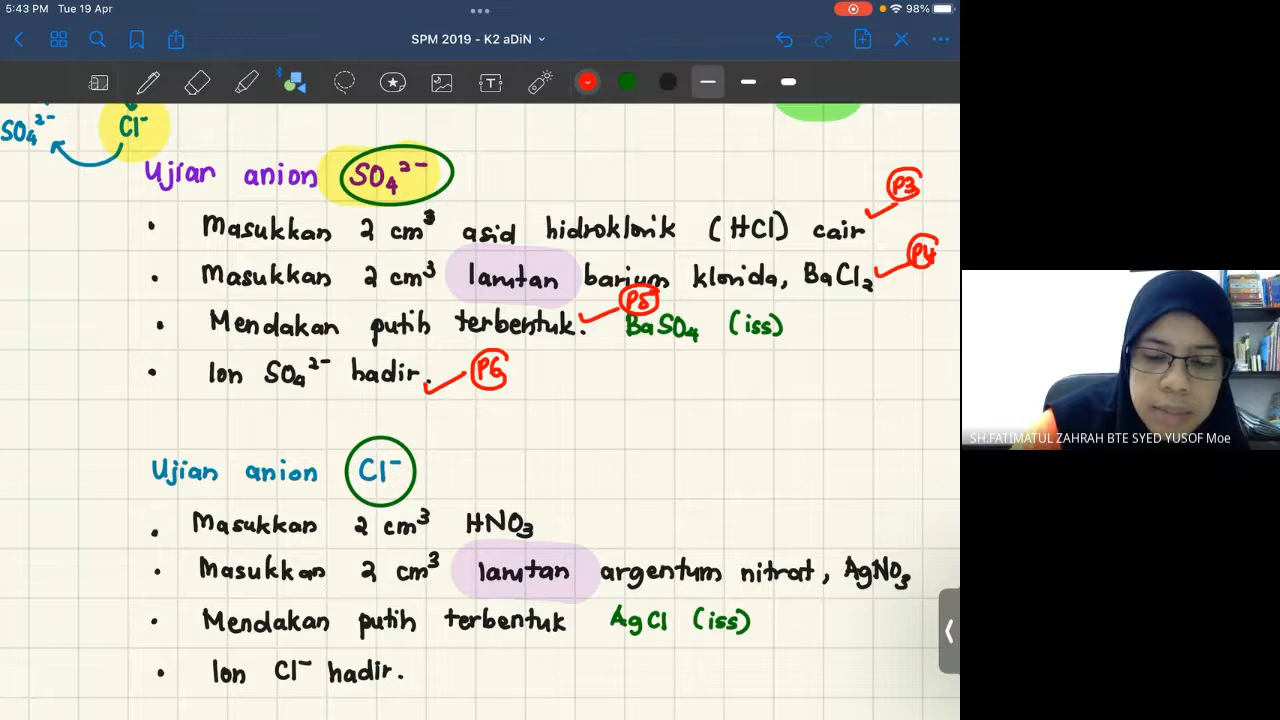 5:43 PM Tue 19 Apr
98%
SPM 2019 - K2 aDiN
T
SO₄²⁻ Cl⁻
Ujian anion SO₄²⁻
P3
• Masukkan 2 cm³ asid hidroklorik (HCl) cair
P4
• Masukkan 2 cm³ larutan barium klorida, BaCl₂
P5
• Mendakan putih terbentuk. BaSO₄ (iss)
• Ion SO₄²⁻ hadir. P6
Ujian anion Cl⁻
• Masukkan 2 cm³ HNO₃
• Masukkan 2 cm³ larutan argentum nitrat, AgNO₃
• Mendakan putih terbentuk AgCl (iss)
• Ion Cl⁻ hadir.
SH.FATIMATUL ZAHRAH BTE SYED YUSOF Moe